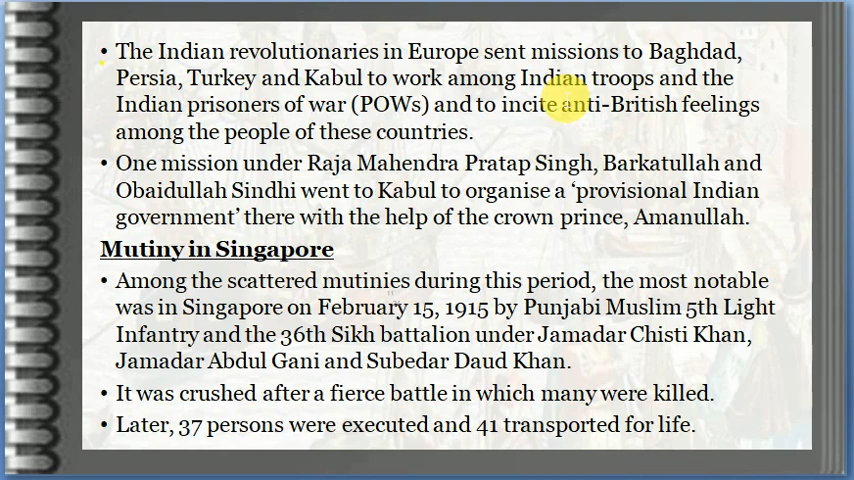 • The Indian revolutionaries in Europe sent missions to Baghdad,
Persia, Turkey and Kabul to work among Indian troops and the
Indian prisoners of war (POWs) and to incite anti-British feelings
among the people of these countries.
• One mission under Raja Mahendra Pratap Singh, Barkatullah and
Obaidullah Sindhi went to Kabul to organise a ‘provisional Indian
government’ there with the help of the crown prince, Amanullah.
Mutiny in Singapore
• Among the scattered mutinies during this period, the most notable
was in Singapore on February 15, 1915 by Punjabi Muslim 5th Light
Infantry and the 36th Sikh battalion under Jamadar Chisti Khan,
Jamadar Abdul Gani and Subedar Daud Khan.
• It was crushed after a fierce battle in which many were killed.
• Later, 37 persons were executed and 41 transported for life.